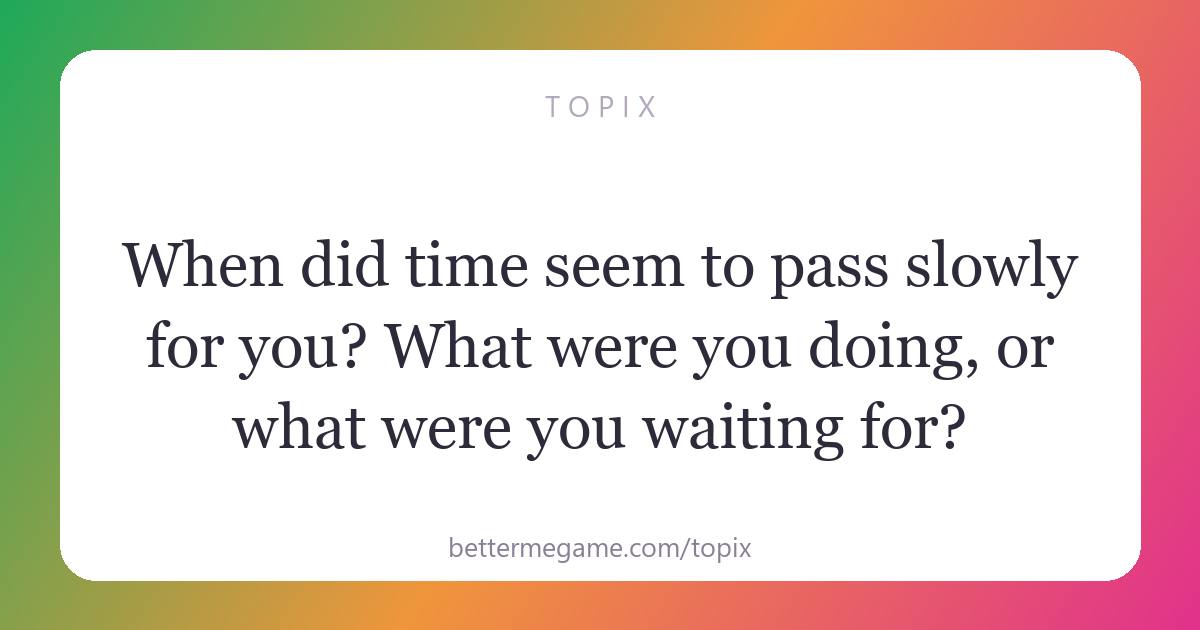 TOPIX
When did time seem to pass slowly
for you? What were you doing, or
what were you waiting for?
bettermegame.com/topix